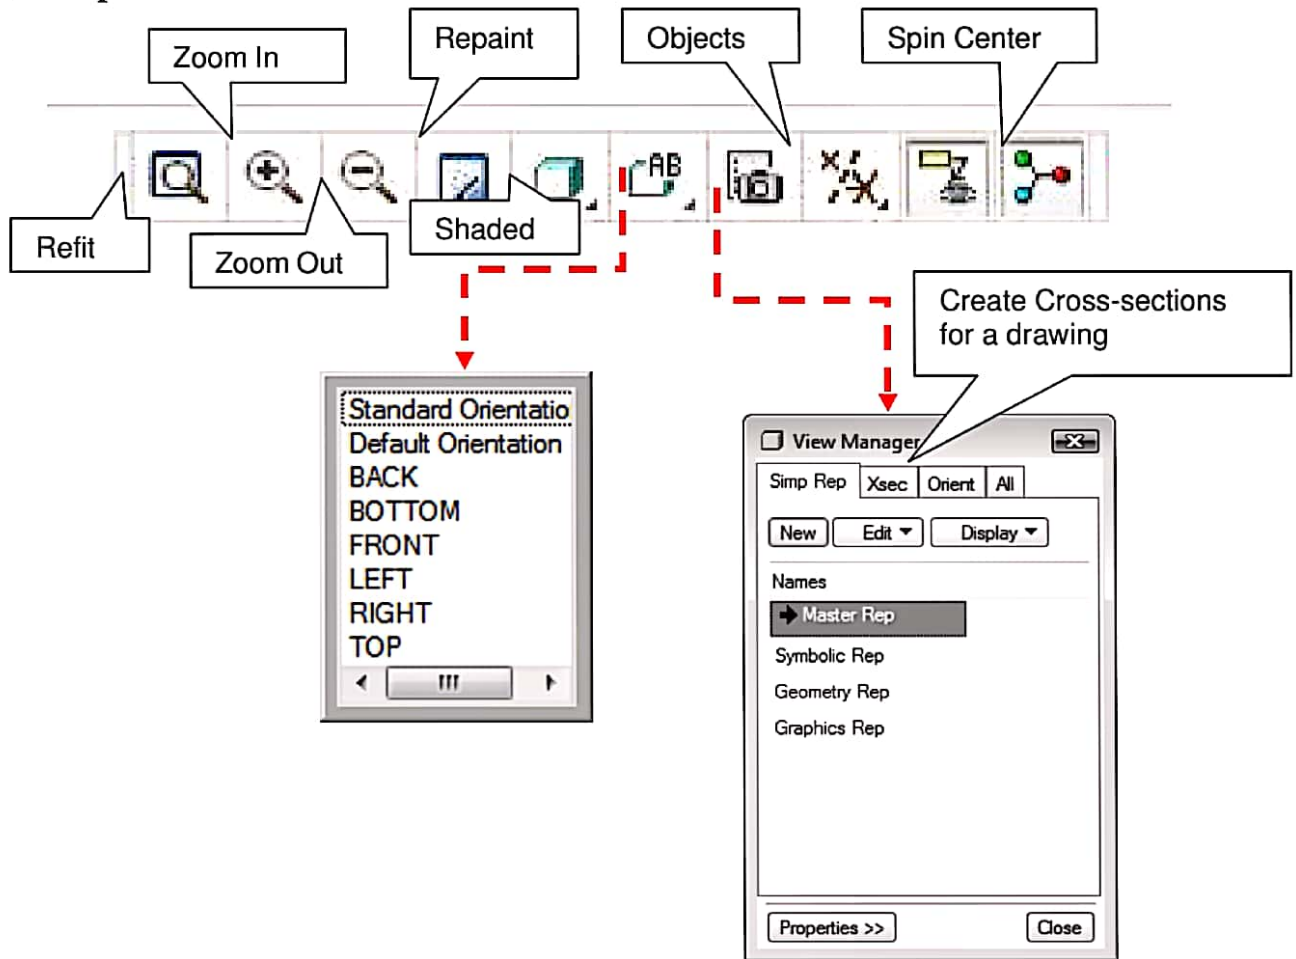 Zoom In
Repaint
Objects
Spin Center
AB
Refit
Zoom Out
Shaded
Create Cross-sections
for a drawing
Standard Orientatio
Default Orientation
BACK
BOTTOM
FRONT
LEFT
RIGHT
TOP
View Manager
Simp Rep Xsec Orient All
New Edit Display
Names
Master Rep
Symbolic Rep
Geometry Rep
Graphics Rep
Properties >> Close